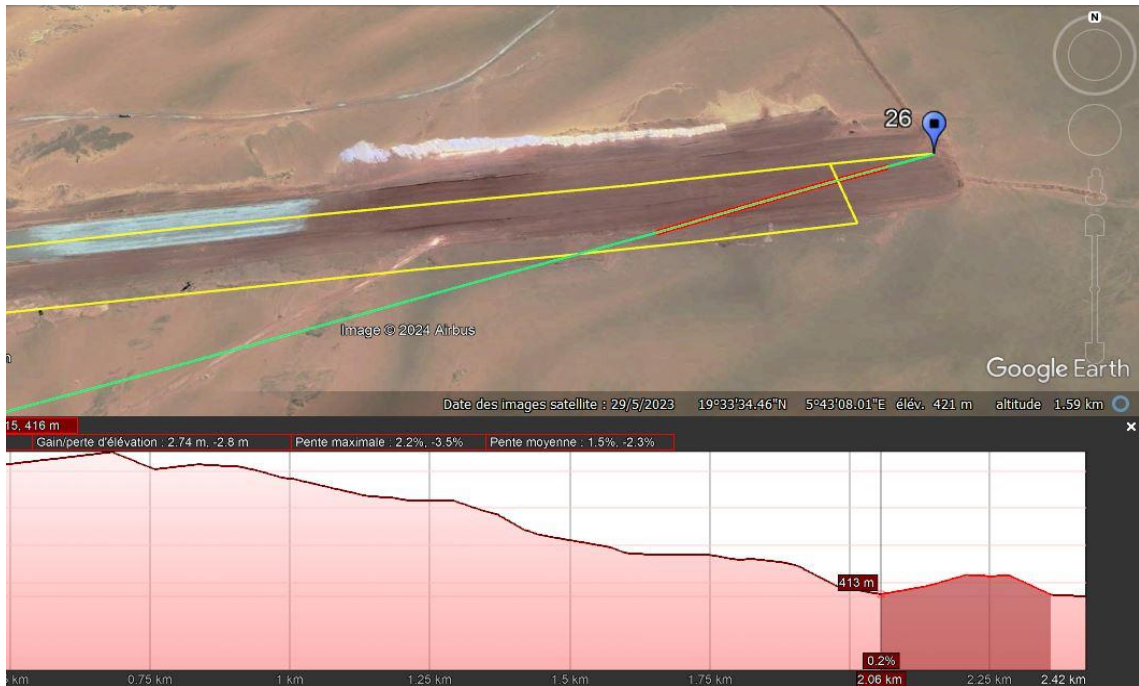 N
26
Image © 2024 Airbus
Google Earth
Date des images satellite : 29/5/2023 19°33'34.46"N 5°43'08.01"E élév. 421 m altitude 1.59 km
15, 416 m
Gain/perte d'élévation : 2.74 m, -2.8 m Pente maximale : 2.2%, -3.5% Pente moyenne : 1.5%, -2.3%
413 m
0.2%
km 0.75 km 1 km 1.25 km 1.5 km 1.75 km 2.06 km 2.25 km 2.42 km